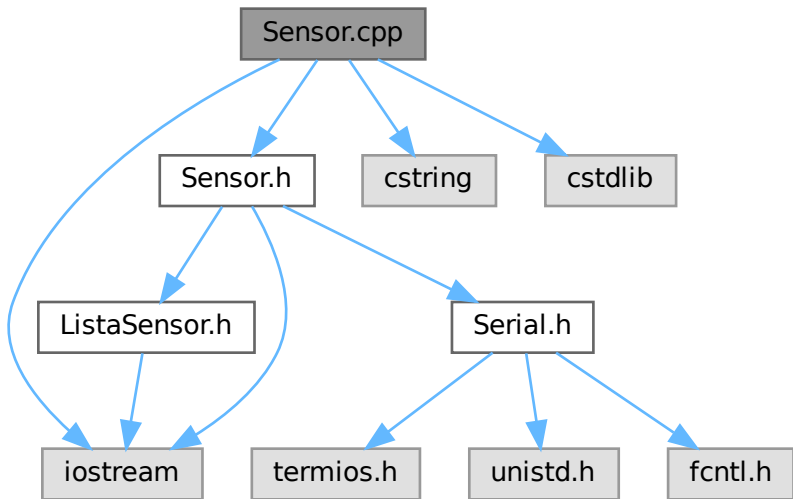 Sensor.cpp
Sensor.h
cstring
cstdlib
ListaSensor.h
Serial.h
iostream
termios.h
unistd.h
fcntl.h